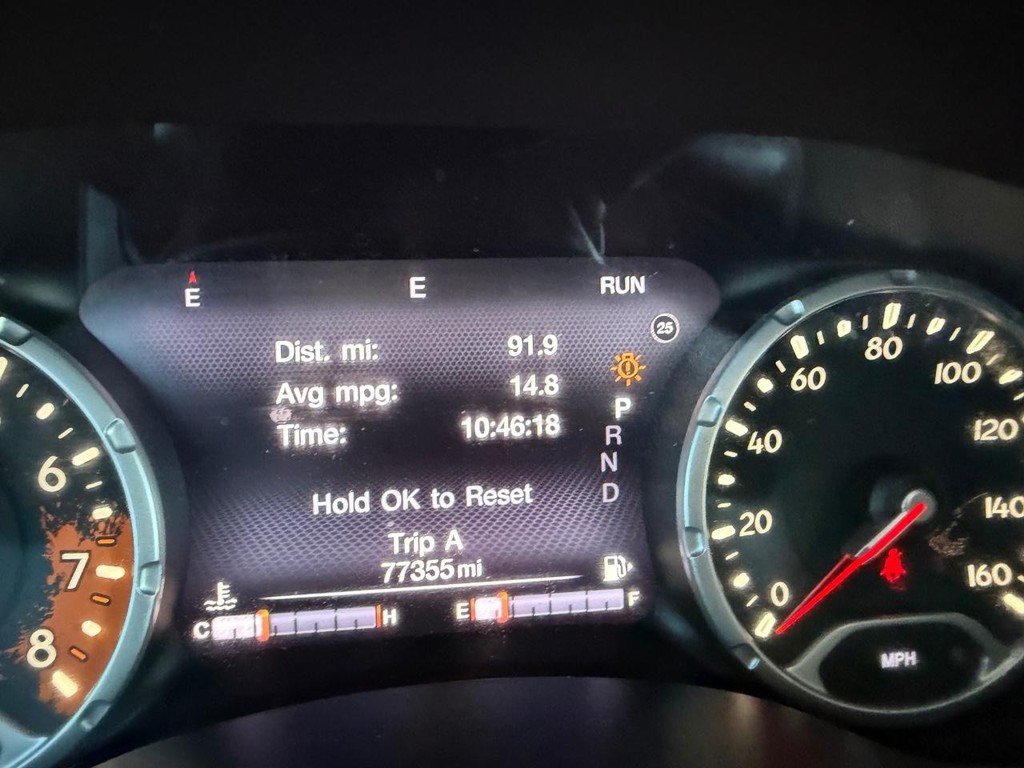 E E RUN
25
Dist. mi: 91.9
Avg mpg: 14.8
Time: 10:46:18
P
R
N
D
Hold OK to Reset
Trip A
77355 mi
C H E F
6
7
8
0
20
40
60
80
100
120
140
160
MPH